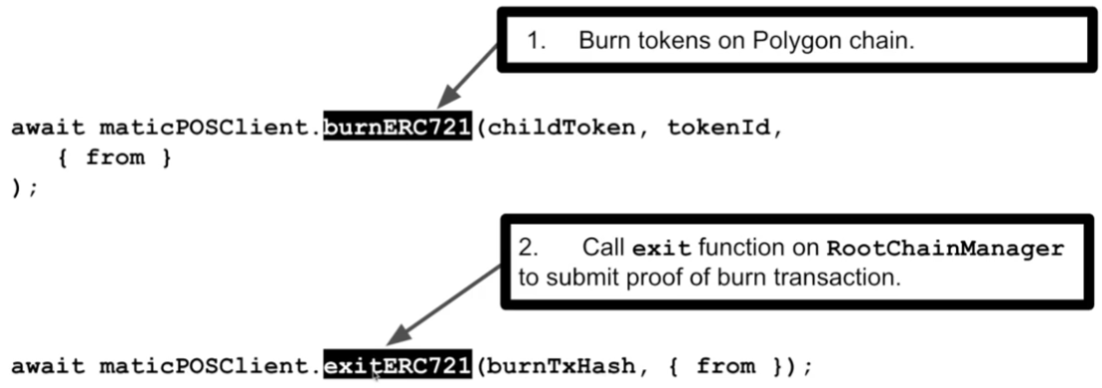 1. Burn tokens on Polygon chain.
await maticPOSClient.burnERC721(childToken, tokenId,
{ from }
);
2. Call exit function on RootChainManager
to submit proof of burn transaction.
await maticPOSClient.exitERC721(burnTxHash, { from });